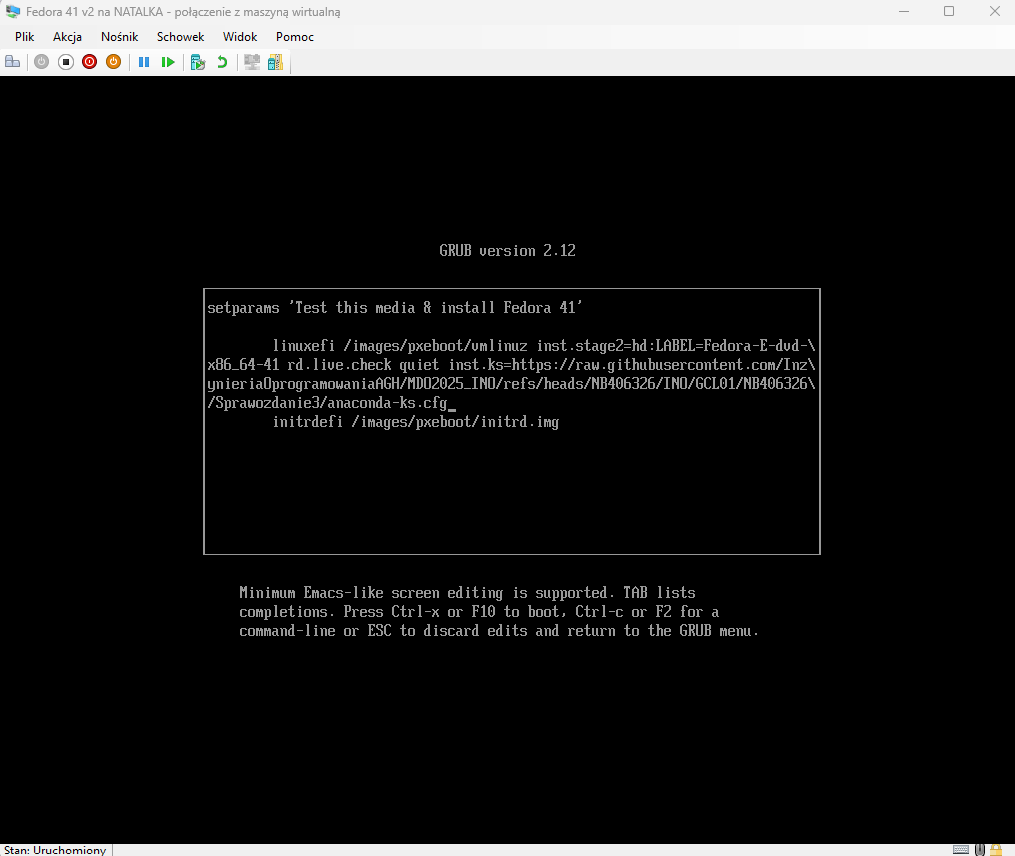 Fedora 41 v2 na NATALKA - połączenie z maszyną wirtualną
Plik Akcja Nośnik Schowek Widok Pomoc
GRUB version 2.12
setparams 'Test this media & install Fedora 41'
linuxefi /images/pxeboot/vmlinuz inst.stage2=hd:LABEL=Fedora-E-dvd-\
x86_64-41 rd.live.check quiet inst.ks=https://raw.githubusercontent.com/Inz\
ynieriaOprogramowaniaAGH/MDO2025_INO/refs/heads/NB406326/INO/GCL01/NB406326\
/Sprawozdanie3/anaconda-ks.cfg_
initrdefi /images/pxeboot/initrd.img
Minimum Emacs-like screen editing is supported. TAB lists
completions. Press Ctrl-x or F10 to boot, Ctrl-c or F2 for a
command-line or ESC to discard edits and return to the GRUB menu.
Stan: Uruchomiony